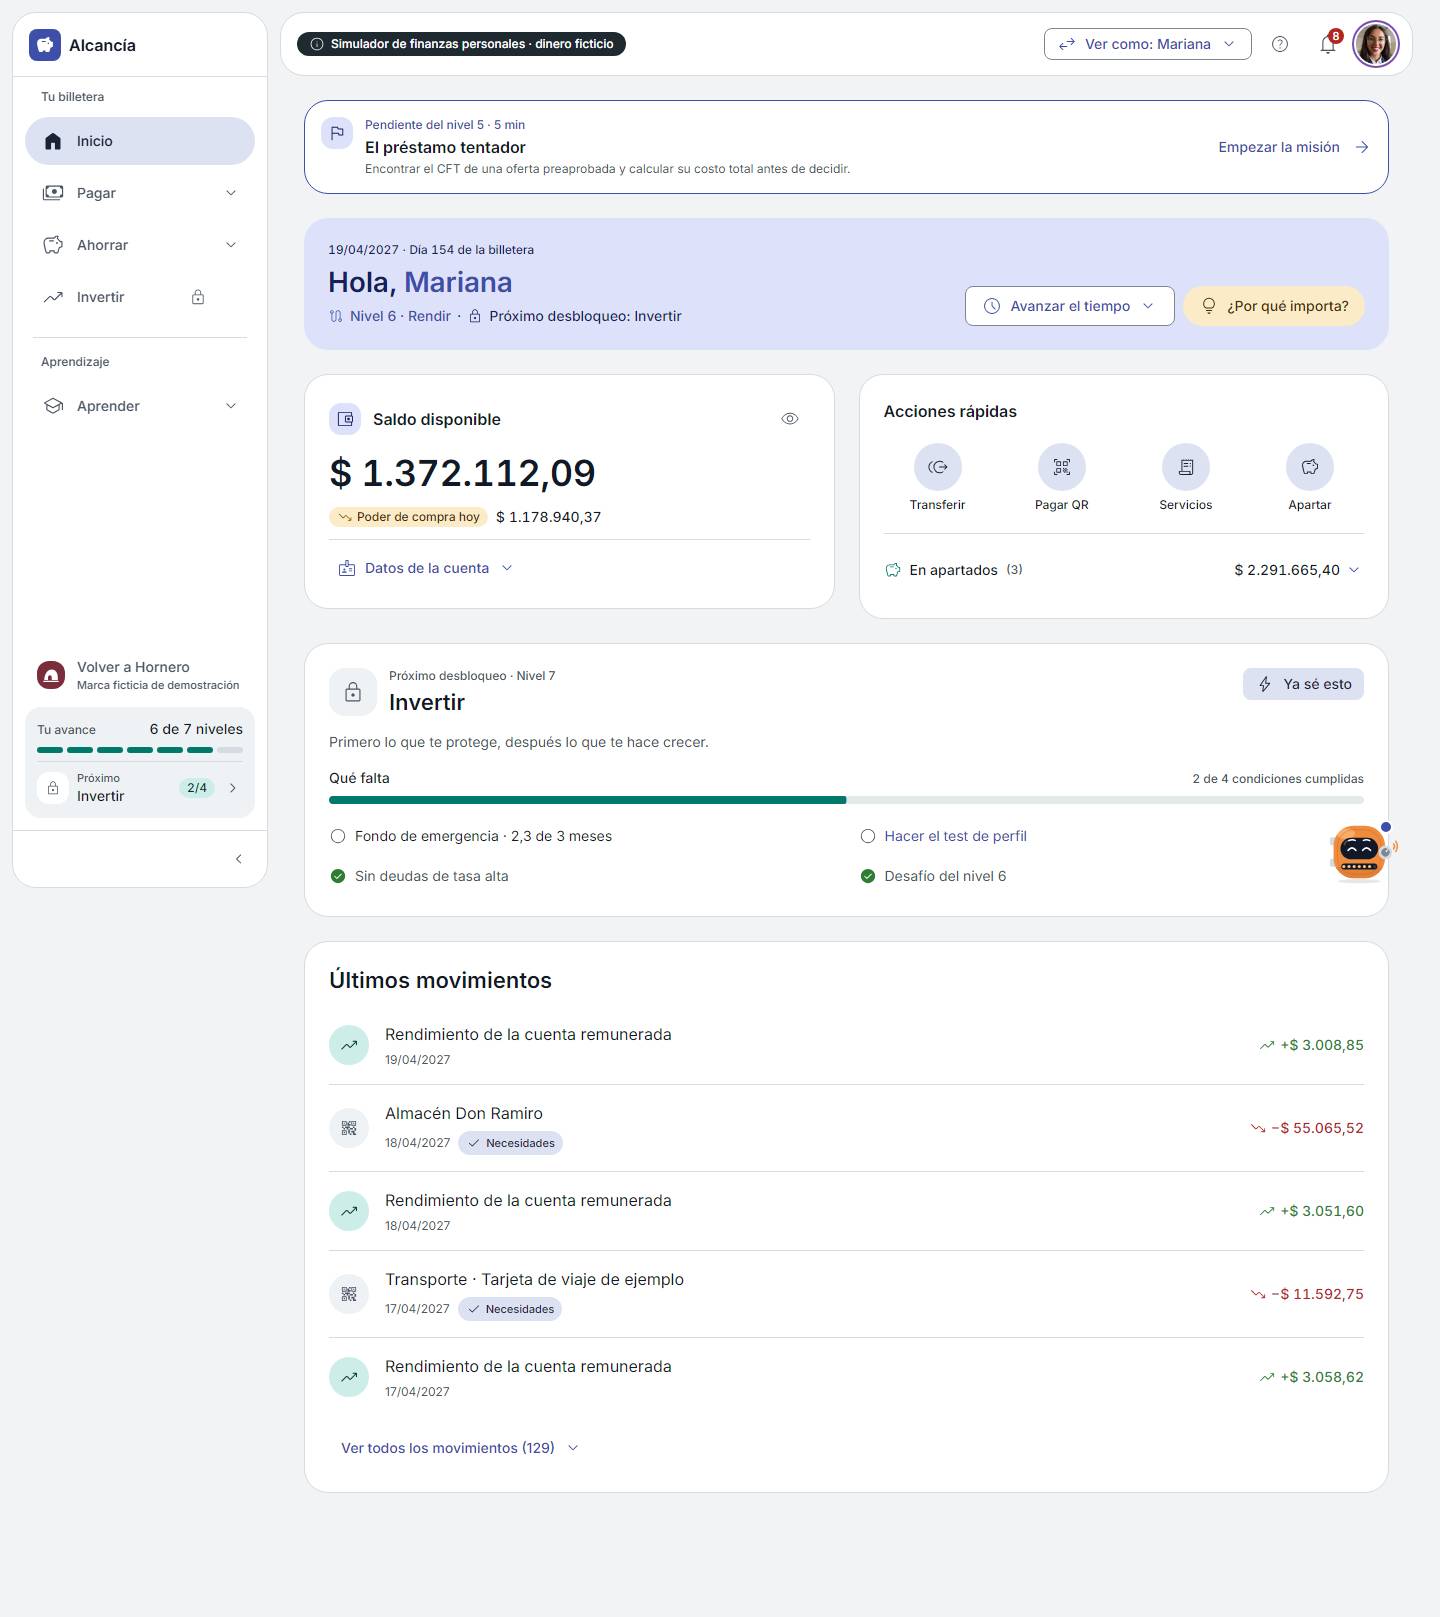 Alcancía
Tu billetera
Inicio
Pagar
Ahorrar
Invertir
Aprendizaje
Aprender
Volver a Hornero
Marca ficticia de demostración
Tu avance
6 de 7 niveles
Próximo
Invertir
2/4
Simulador de finanzas personales · dinero ficticio
Ver como: Mariana
8
Pendiente del nivel 5 · 5 min
El préstamo tentador
Encontrar el CFT de una oferta preaprobada y calcular su costo total antes de decidir.
Empezar la misión
19/04/2027 · Día 154 de la billetera
Hola, Mariana
Nivel 6 · Rendir · Próximo desbloqueo: Invertir
Avanzar el tiempo
¿Por qué importa?
Saldo disponible
$ 1.372.112,09
Poder de compra hoy $ 1.178.940,37
Datos de la cuenta
Acciones rápidas
Transferir
Pagar QR
Servicios
Apartar
En apartados (3)
$ 2.291.665,40
Próximo desbloqueo · Nivel 7
Invertir
Ya sé esto
Primero lo que te protege, después lo que te hace crecer.
Qué falta
2 de 4 condiciones cumplidas
Fondo de emergencia · 2,3 de 3 meses
Hacer el test de perfil
Sin deudas de tasa alta
Desafío del nivel 6
Últimos movimientos
Rendimiento de la cuenta remunerada
19/04/2027
+$ 3.008,85
Almacén Don Ramiro
18/04/2027 Necesidades
−$ 55.065,52
Rendimiento de la cuenta remunerada
18/04/2027
+$ 3.051,60
Transporte · Tarjeta de viaje de ejemplo
17/04/2027 Necesidades
−$ 11.592,75
Rendimiento de la cuenta remunerada
17/04/2027
+$ 3.058,62
Ver todos los movimientos (129)